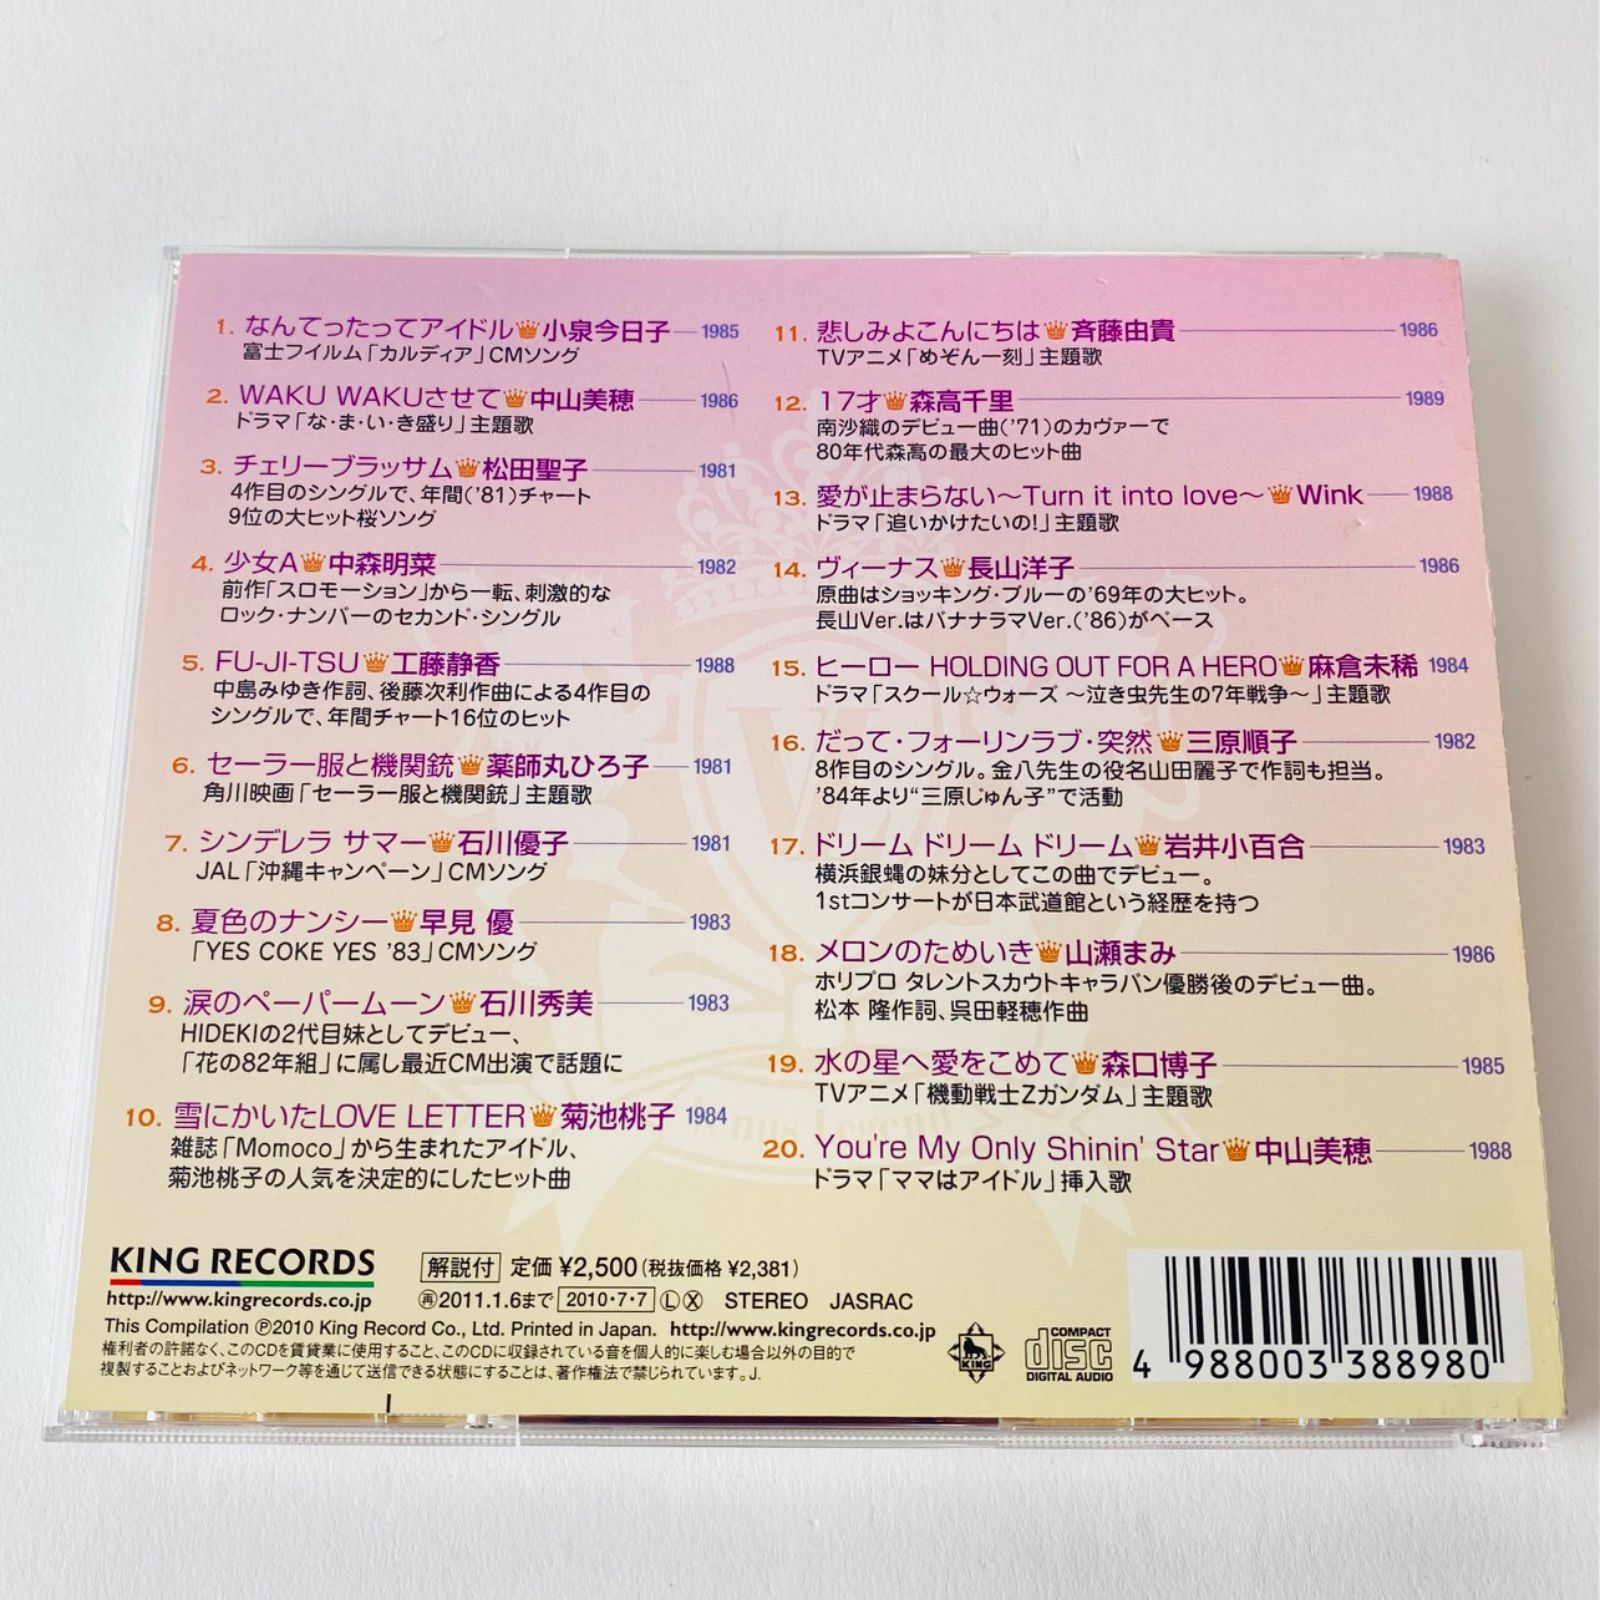 1. なんてったってアイドル 小泉今日子 1985
富士フイルム「カルディア」CMソング
2. WAKU WAKUさせて 中山美穂 1986
ドラマ「な・ま・い・き盛り」主題歌
3. チェリーブラッサム 松田聖子 1981
4作目のシングルで、年間('81)チャート
9位の大ヒット桜ソング
4. 少女A 中森明菜 1982
前作「スロモーション」から一転、刺激的な
ロック・ナンバーのセカンド・シングル
5. FU-JI-TSU 工藤静香 1988
中島みゆき作詞、後藤次利作曲による4作目の
シングルで、年間チャート16位のヒット
6. セーラー服と機関銃 薬師丸ひろ子 1981
角川映画「セーラー服と機関銃」主題歌
7. シンデレラ サマー 石川優子 1981
JAL「沖縄キャンペーン」CMソング
8. 夏色のナンシー 早見 優 1983
「YES COKE YES '83」CMソング
9. 涙のペーパームーン 石川秀美 1983
HIDEKIの2代目妹としてデビュー、
「花の82年組」に属し最近CM出演で話題に
10. 雪にかいたLOVE LETTER 菊池桃子 1984
雑誌「Momoco」から生まれたアイドル、
菊池桃子の人気を決定的にしたヒット曲
11. 悲しみよこんにちは 斉藤由貴 1986
TVアニメ「めぞん一刻」主題歌
12. 17才 森高千里 1989
南沙織のデビュー曲('71)のカヴァーで
80年代森高の最大のヒット曲
13. 愛が止まらない〜Turn it into love〜 Wink 1988
ドラマ「追いかけたいの!」主題歌
14. ヴィーナス 長山洋子 1986
原曲はショッキング・ブルーの'69年の大ヒット。
長山Ver.はバナナラマVer.('86)がベース
15. ヒーロー HOLDING OUT FOR A HERO 麻倉未稀 1984
ドラマ「スクール☆ウォーズ 〜泣き虫先生の7年戦争〜」主題歌
16. だって・フォーリンラブ・突然 三原順子 1982
8作目のシングル。金八先生の役名山田麗子で作詞も担当。
'84年より"三原じゅん子"で活動
17. ドリーム ドリーム ドリーム 岩井小百合 1983
横浜銀蝿の妹分としてこの曲でデビュー。
1stコンサートが日本武道館という経歴を持つ
18. メロンのためいき 山瀬まみ 1986
ホリプロ タレントスカウトキャラバン優勝後のデビュー曲。
松本 隆作詞、呉田軽穂作曲
19. 水の星へ愛をこめて 森口博子 1985
TVアニメ「機動戦士Zガンダム」主題歌
20. You're My Only Shinin' Star 中山美穂 1988
ドラマ「ママはアイドル」挿入歌
V
Venus Legend
KING RECORDS
http://www.kingrecords.co.jp
解説付 定価 ¥2,500(税抜価格 ¥2,381)
㊑2011.1.6まで 2010・7・7 Ⓛ Ⓧ STEREO JASRAC
This Compilation ℗2010 King Record Co., Ltd. Printed in Japan. http://www.kingrecords.co.jp
権利者の許諾なく、このCDを賃貸業に使用すること、このCDに収録されている音を個人的に楽しむ場合以外の目的で
複製することおよびネットワーク等を通じて送信できる状態にすることは、著作権法で禁じられています。J.
KING
COMPACT
disc
DIGITAL AUDIO
4 988003 388980